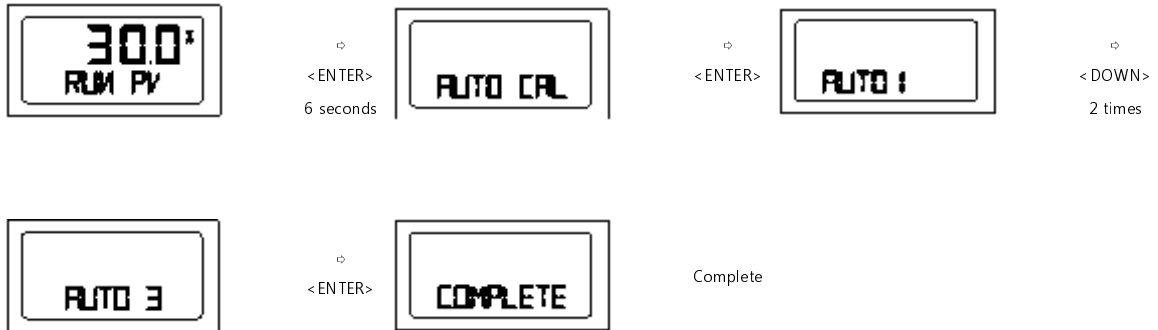 30.0%
RUN PV
⇨
<ENTER>
6 seconds
AUTO CAL
⇨
<ENTER>
AUTO 1
⇨
<DOWN>
2 times
AUTO 3
⇨
<ENTER>
COMPLETE
Complete